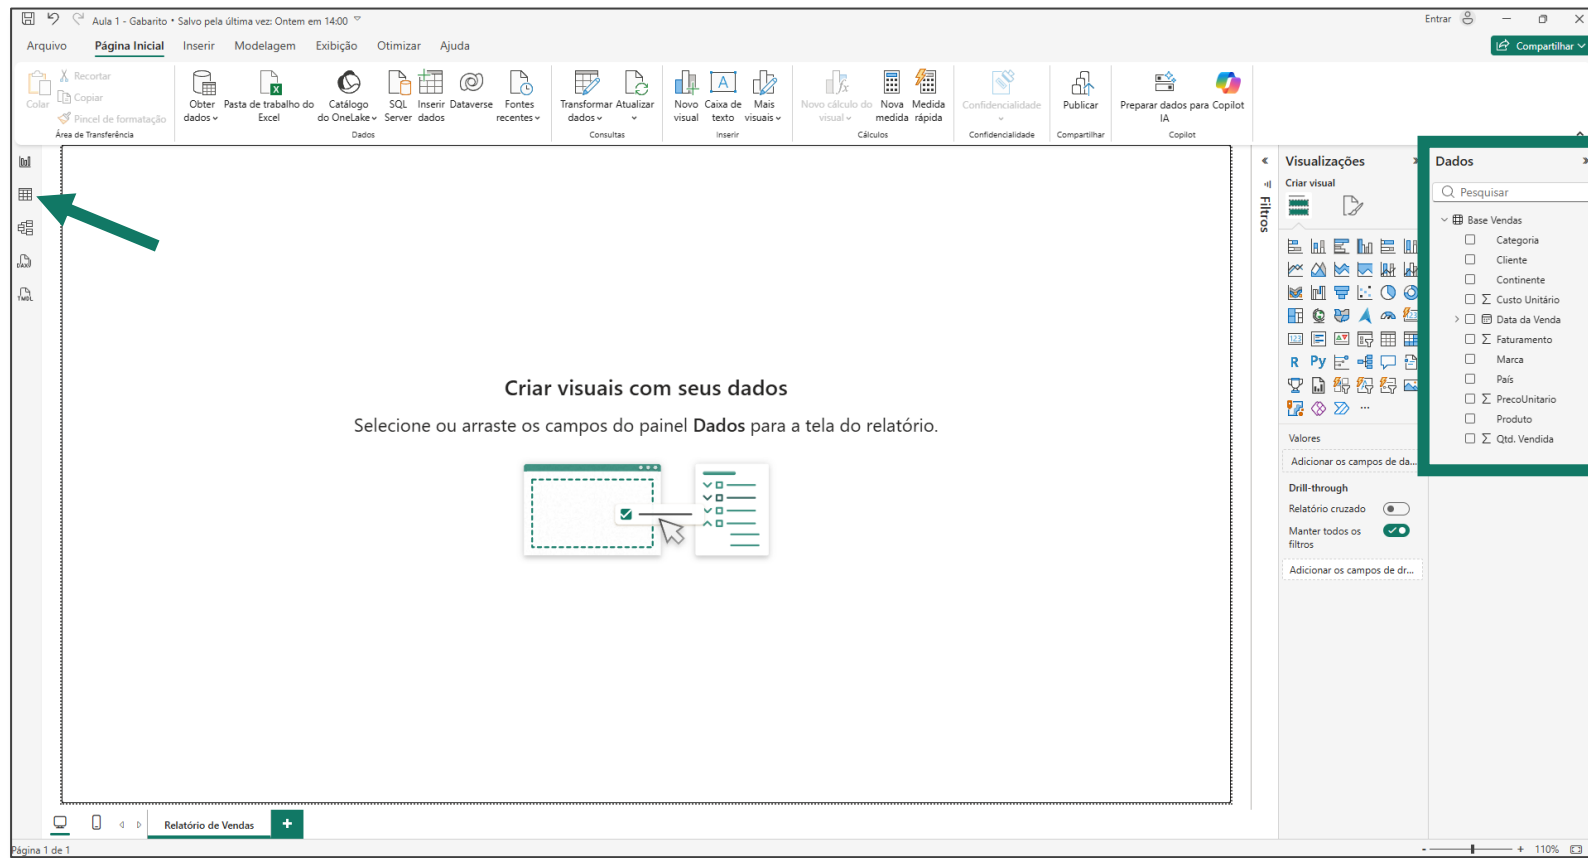 Aula 1 - Gabarito • Salvo pela última vez: Ontem em 14:00
Entrar
Arquivo Página Inicial Inserir Modelagem Exibição Otimizar Ajuda
Compartilhar
Colar
Recortar
Copiar
Pincel de formatação
Área de Transferência
Obter dados
Pasta de trabalho do Excel
Catálogo do OneLake
SQL Server
Inserir dados
Dataverse
Fontes recentes
Dados
Transformar dados
Atualizar
Consultas
Novo visual
Caixa de texto
Mais visuais
Inserir
Novo cálculo do visual
Nova medida
Medida rápida
Cálculos
Confidencialidade
Confidencialidade
Publicar
Compartilhar
Preparar dados para IA
Copilot
Copilot
DAX
TMDL
Criar visuais com seus dados
Selecione ou arraste os campos do painel Dados para a tela do relatório.
Filtros
Visualizações
Criar visual
123
R Py
Valores
Adicionar os campos de da...
Drill-through
Relatório cruzado
Manter todos os
filtros
Adicionar os campos de dr...
Dados
Pesquisar
Base Vendas
Categoria
Cliente
Continente
∑ Custo Unitário
Data da Venda
∑ Faturamento
Marca
País
∑ PrecoUnitario
Produto
∑ Qtd. Vendida
Relatório de Vendas +
Página 1 de 1
- + 110%